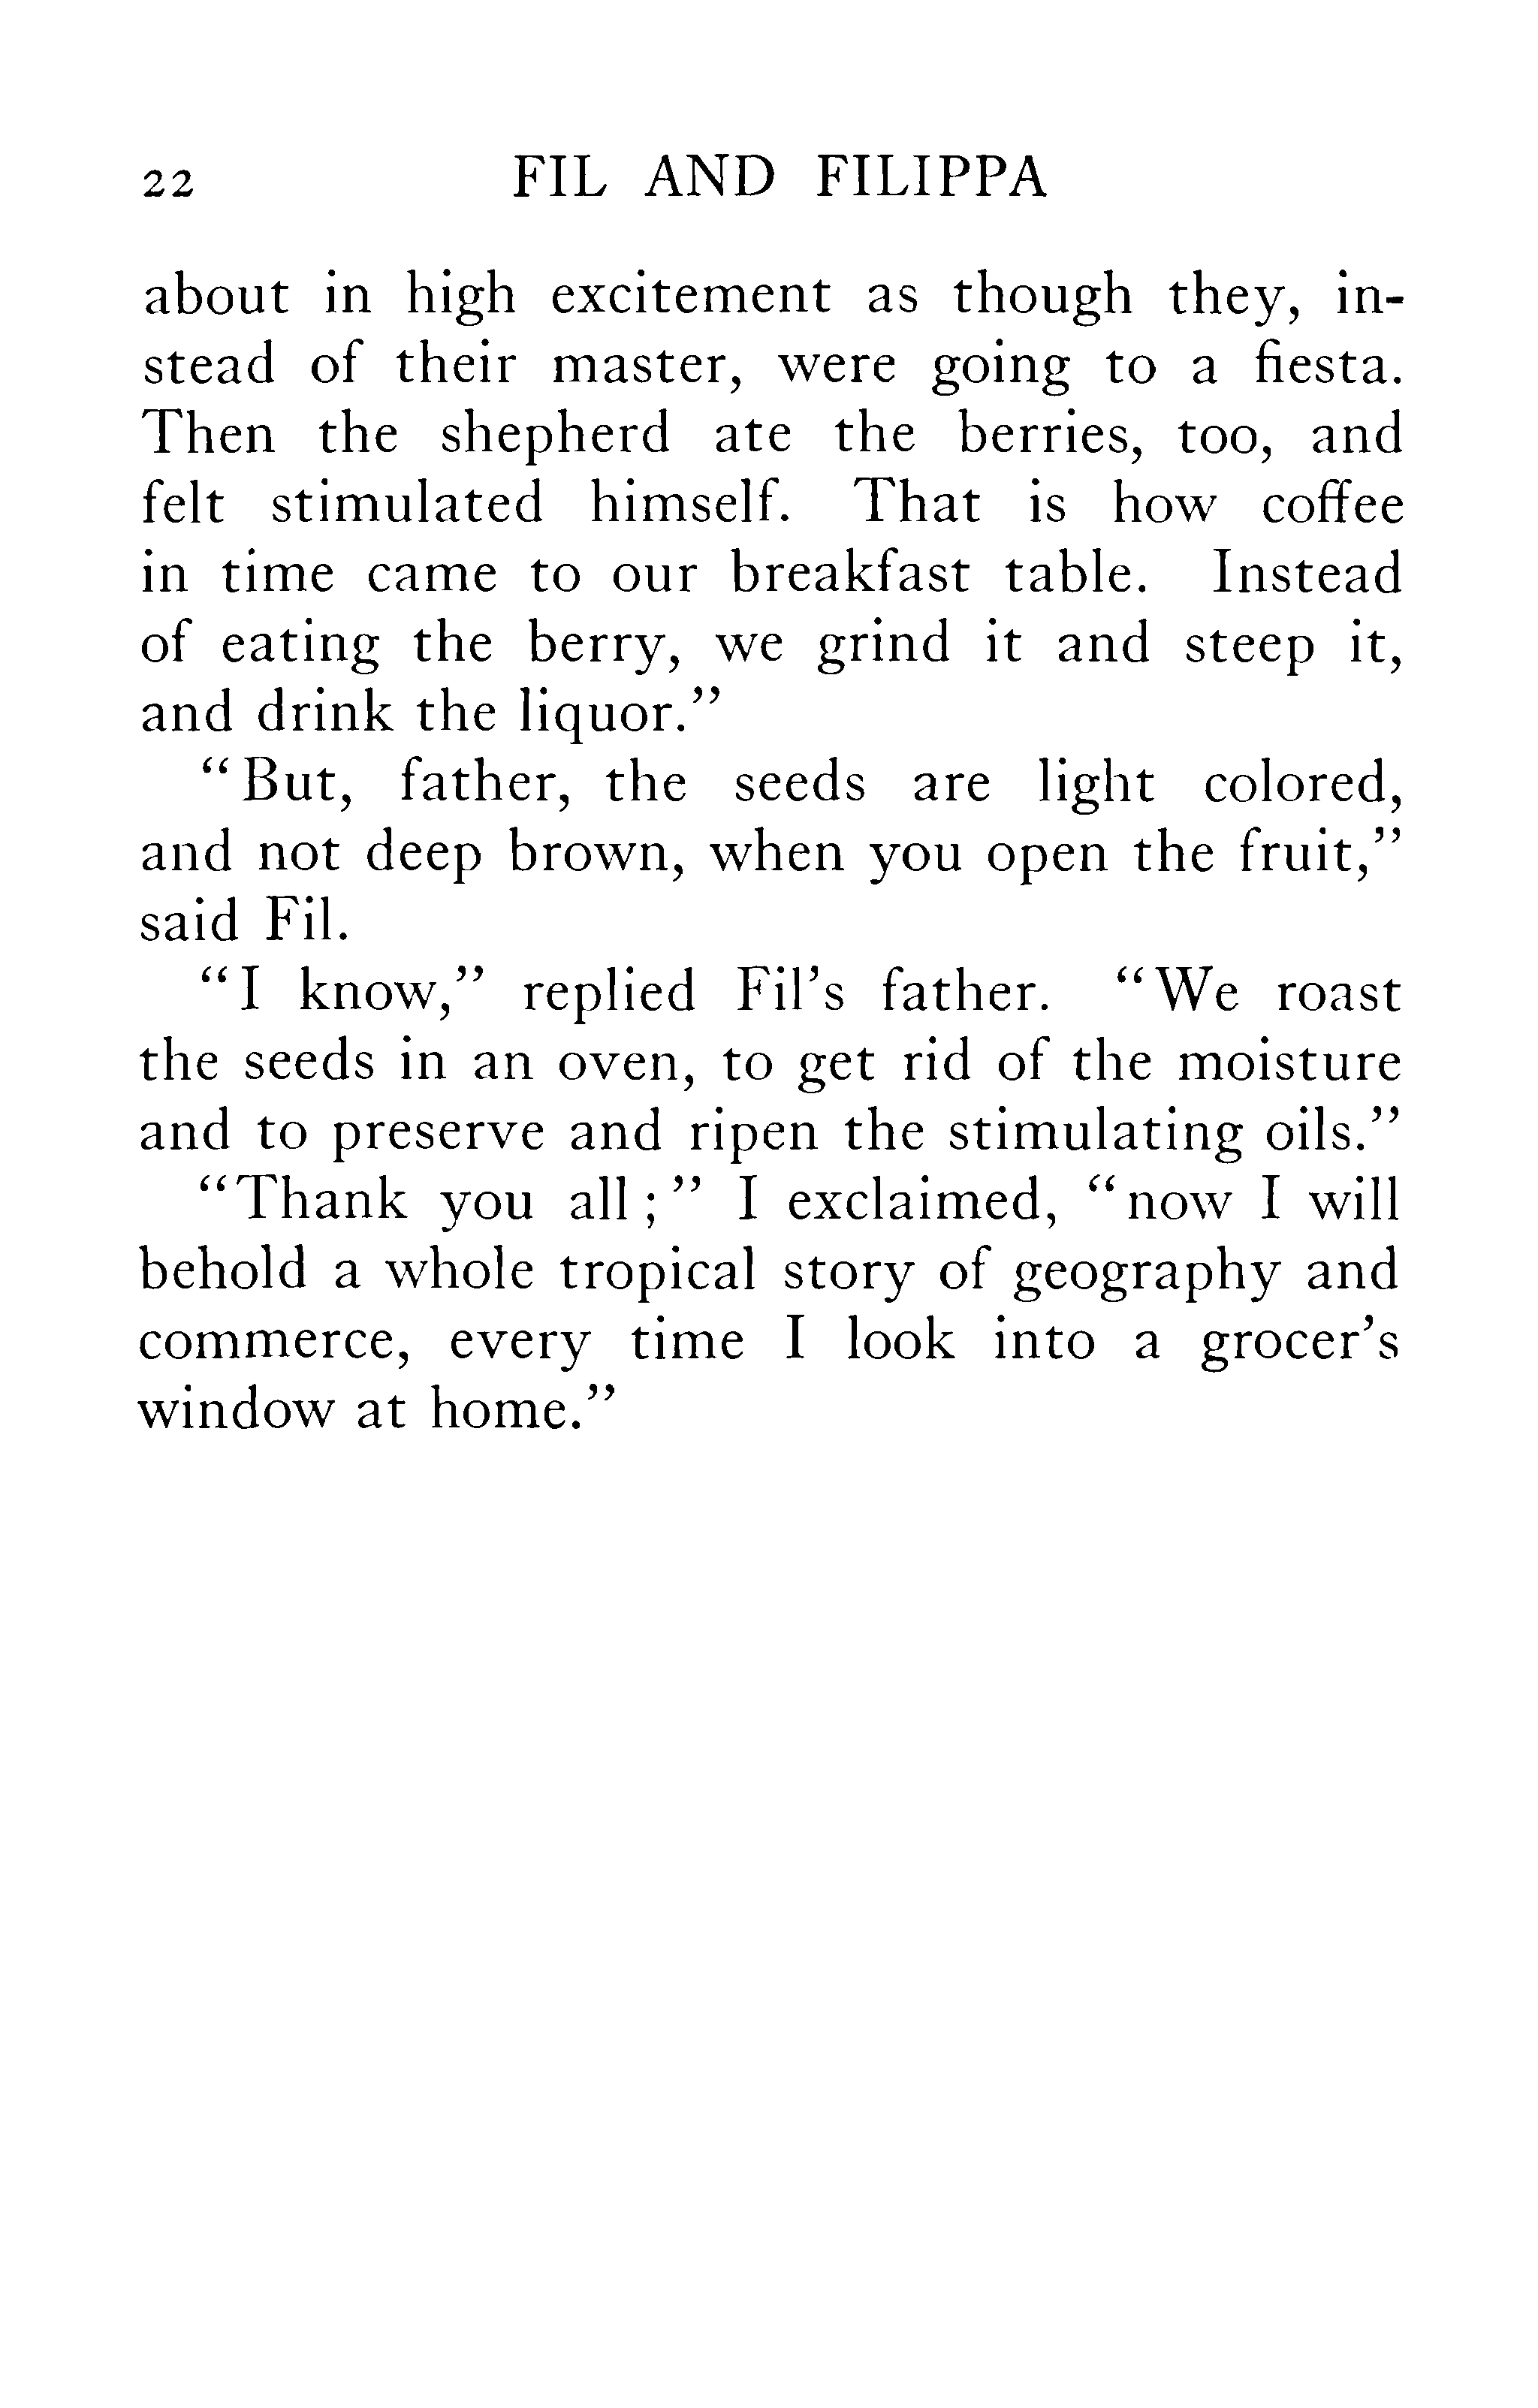 22 FIL AND FILIPPA
about in high excitement as though they, in-
stead of their master, were going to a fiesta.
Then the shepherd ate the berries, too, and
felt stimulated himself. That is how coffee
in time came to our breakfast table. Instead
of eating the berry, we grind it and steep it,
and drink the liquor.”
“But, father, the seeds are light colored,
and not deep brown, when you open the fruit,”
said Fil.
“I know,” replied Fil’s father. “We roast
the seeds in an oven, to get rid of the moisture
and to preserve and ripen the stimulating oils.”
“Thank you all;” I exclaimed, “now I will
behold a whole tropical story of geography and
commerce, every time I look into a grocer’s
window at home.”